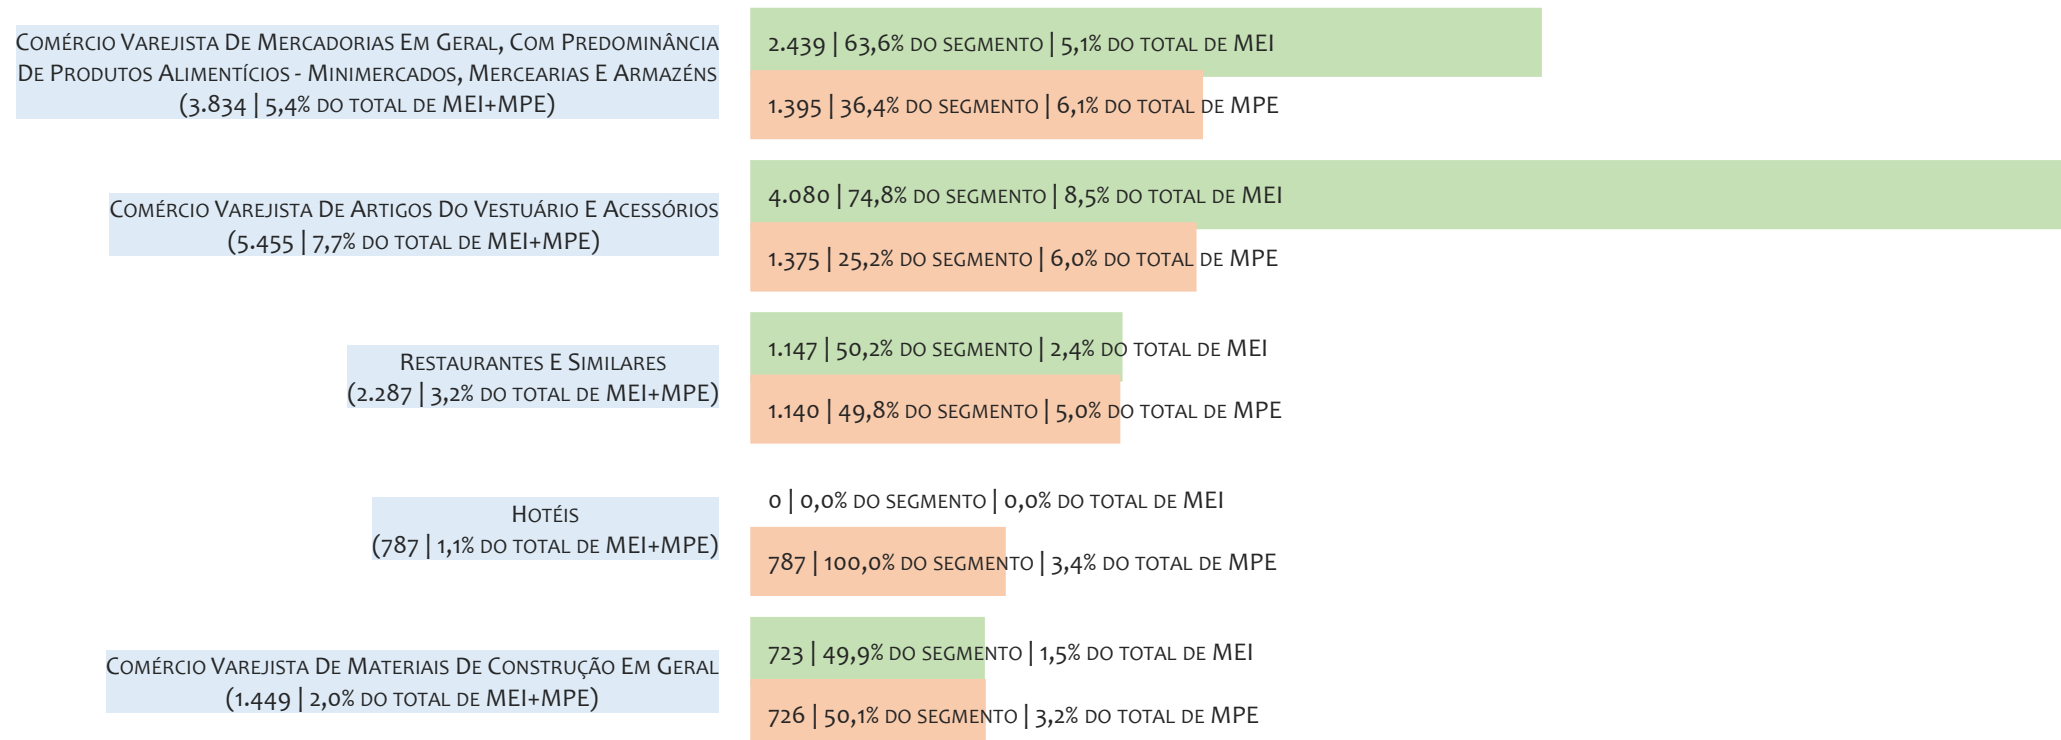 Comércio Varejista De Mercadorias Em Geral, Com Predominância
De Produtos Alimentícios - Minimercados, Mercearias E Armazéns
(3.834 | 5,4% do total de MEI+MPE)
2.439 | 63,6% do segmento | 5,1% do total de MEI
1.395 | 36,4% do segmento | 6,1% do total de MPE
Comércio Varejista De Artigos Do Vestuário E Acessórios
(5.455 | 7,7% do total de MEI+MPE)
4.080 | 74,8% do segmento | 8,5% do total de MEI
1.375 | 25,2% do segmento | 6,0% do total de MPE
Restaurantes E Similares
(2.287 | 3,2% do total de MEI+MPE)
1.147 | 50,2% do segmento | 2,4% do total de MEI
1.140 | 49,8% do segmento | 5,0% do total de MPE
Hotéis
(787 | 1,1% do total de MEI+MPE)
0 | 0,0% do segmento | 0,0% do total de MEI
787 | 100,0% do segmento | 3,4% do total de MPE
Comércio Varejista De Materiais De Construção Em Geral
(1.449 | 2,0% do total de MEI+MPE)
723 | 49,9% do segmento | 1,5% do total de MEI
726 | 50,1% do segmento | 3,2% do total de MPE